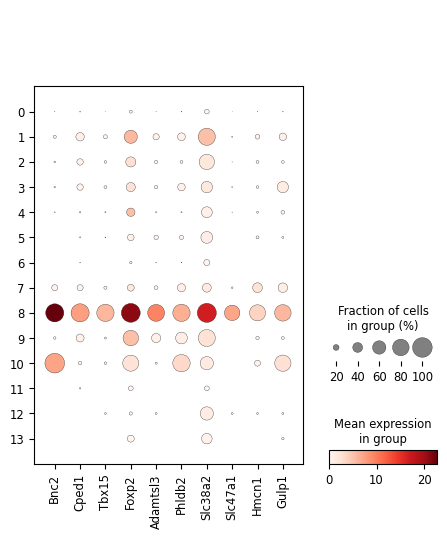 0
1
2
3
4
5
6
7
8
9
10
11
12
13
Bnc2
Cped1
Tbx15
Foxp2
Adamtsl3
Phldb2
Slc38a2
Slc47a1
Hmcn1
Gulp1
Fraction of cells
in group (%)
20 40 60 80 100
Mean expression
in group
0 10 20